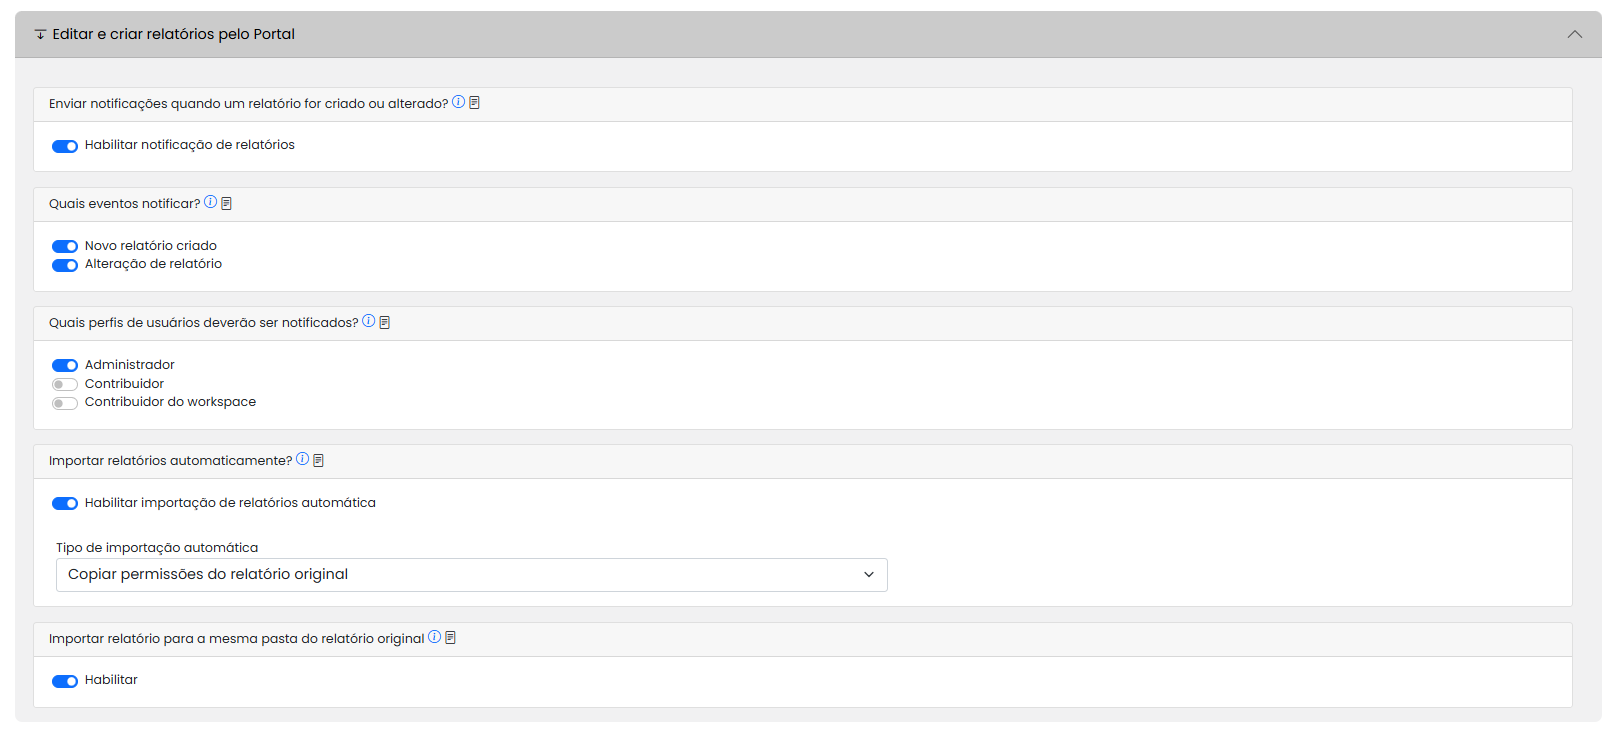 Editar e criar relatórios pelo Portal
Enviar notificações quando um relatório for criado ou alterado?
Habilitar notificação de relatórios
Quais eventos notificar?
Novo relatório criado
Alteração de relatório
Quais perfis de usuários deverão ser notificados?
Administrador
Contribuidor
Contribuidor do workspace
Importar relatórios automaticamente?
Habilitar importação de relatórios automática
Tipo de importação automática
Copiar permissões do relatório original
Importar relatório para a mesma pasta do relatório original
Habilitar